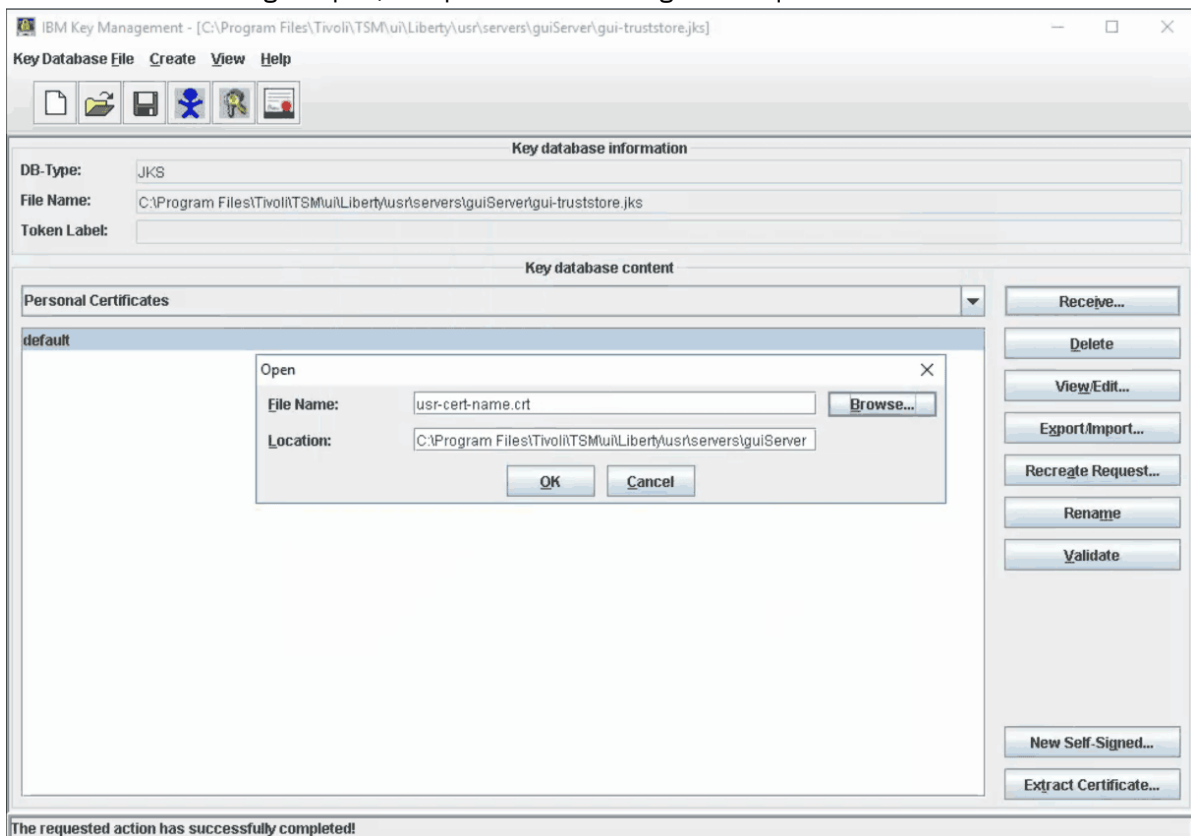 IBM Key Management - [C:\Program Files\Tivoli\TSM\ui\Liberty\usr\servers\guiServer\gui-truststore.jks]
Key Database File Create View Help
Key database information
DB-Type: JKS
File Name: C:\Program Files\Tivoli\TSM\ui\Liberty\usr\servers\guiServer\gui-truststore.jks
Token Label:
Key database content
Personal Certificates
Receive...
default
Delete
Open
View/Edit...
File Name: usr-cert-name.crt Browse...
Export/Import...
Location: C:\Program Files\Tivoli\TSM\ui\Liberty\usr\servers\guiServer
Recreate Request...
OK Cancel
Rename
Validate
New Self-Signed...
Extract Certificate...
The requested action has successfully completed!